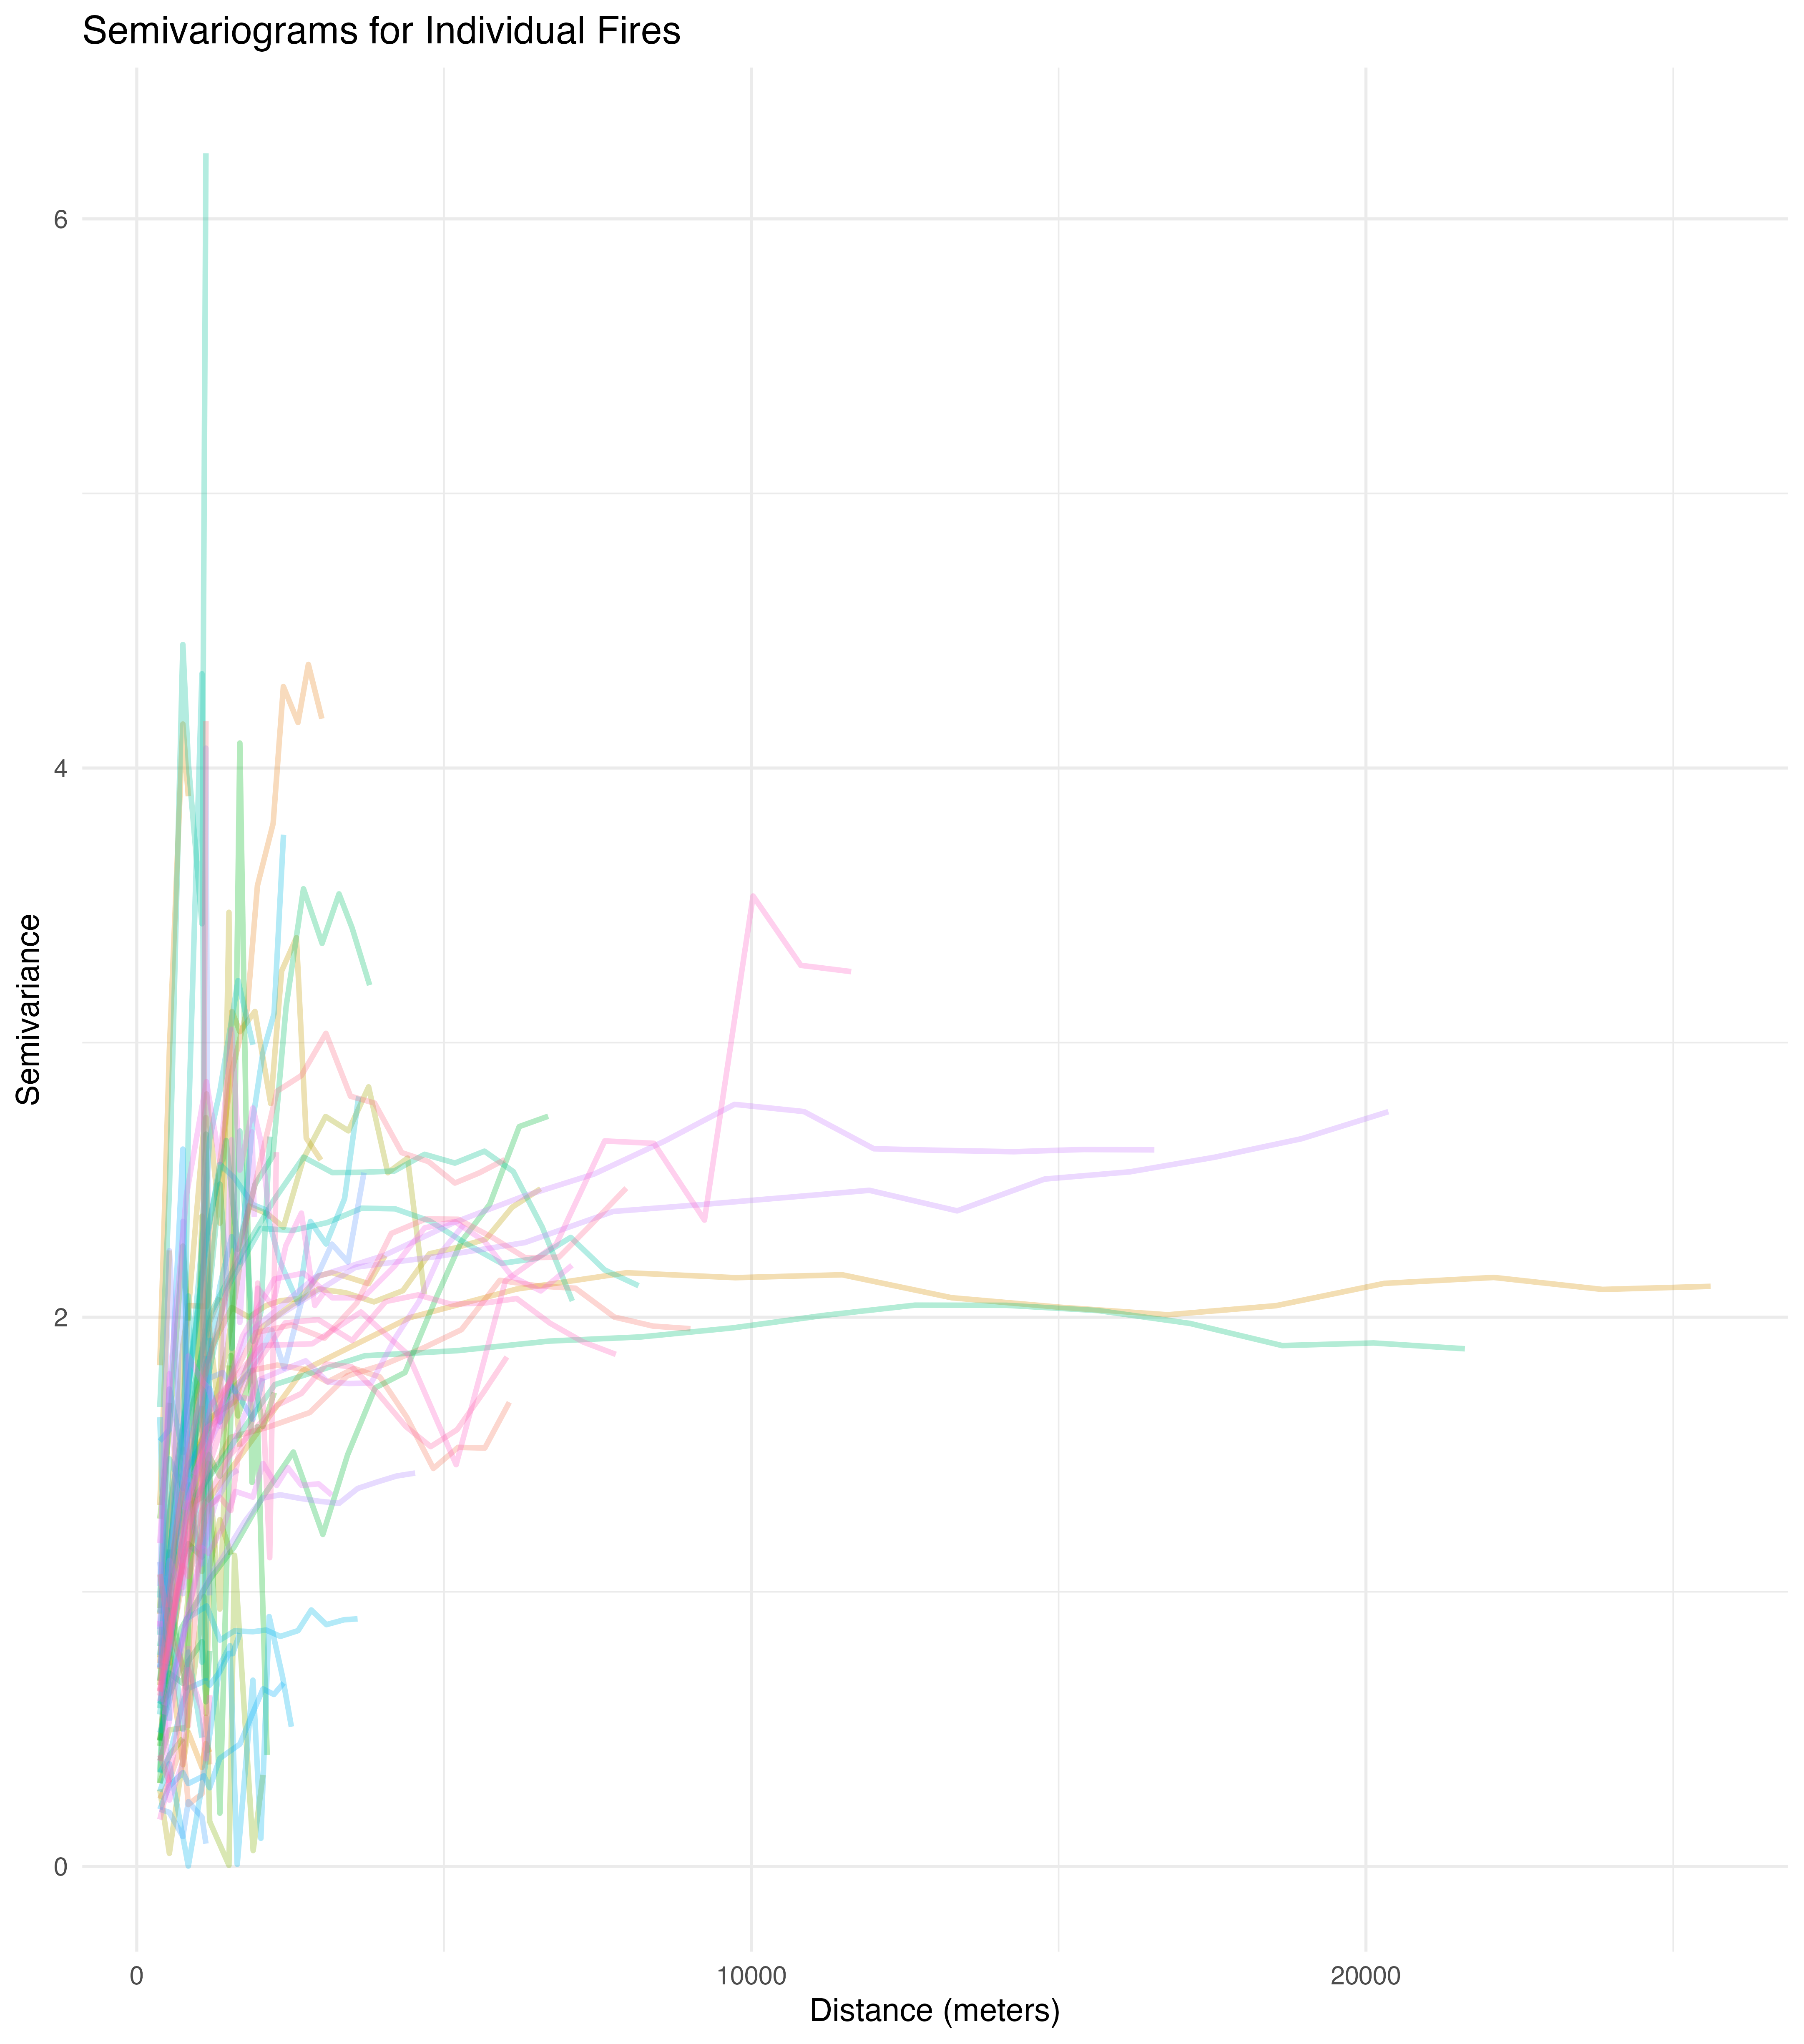 Semivariograms for Individual Fires
6
4
2
0
Semivariance
0
10000
20000
Distance (meters)